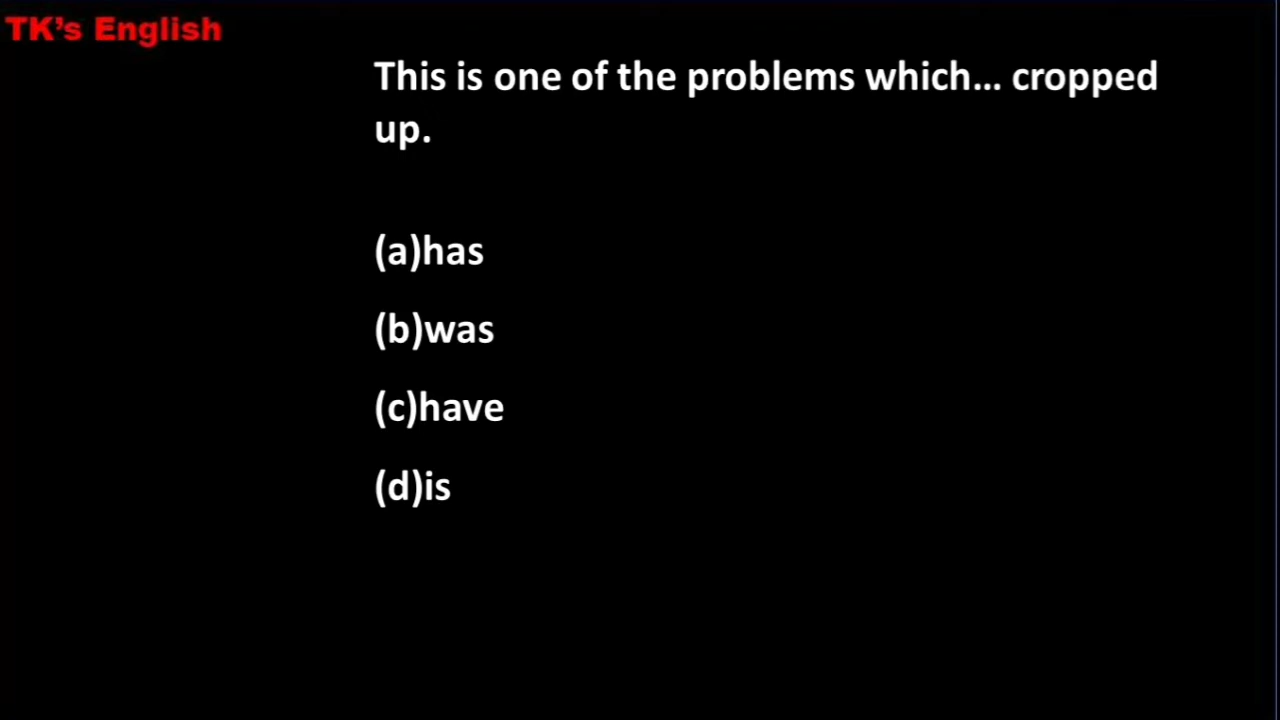 TK's English
This is one of the problems which... cropped
up.
(a)has
(b)was
(c)have
(d)is